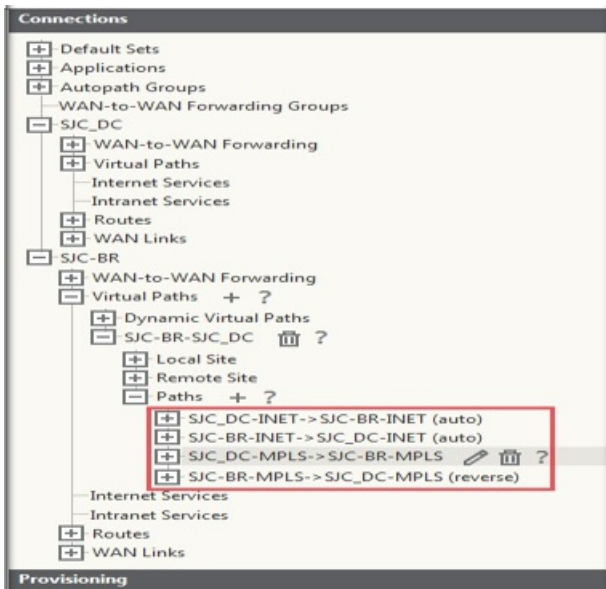 Connections
Default Sets
Applications
Autopath Groups
WAN-to-WAN Forwarding Groups
SJC_DC
WAN-to-WAN Forwarding
Virtual Paths
Internet Services
Intranet Services
Routes
WAN Links
SJC-BR
WAN-to-WAN Forwarding
Virtual Paths + ?
Dynamic Virtual Paths
SJC-BR-SJC_DC ?
Local Site
Remote Site
Paths + ?
SJC_DC-INET->SJC-BR-INET (auto)
SJC-BR-INET->SJC_DC-INET (auto)
SJC_DC-MPLS->SJC-BR-MPLS ?
SJC-BR-MPLS->SJC_DC-MPLS (reverse)
Internet Services
Intranet Services
Routes
WAN Links
Provisioning